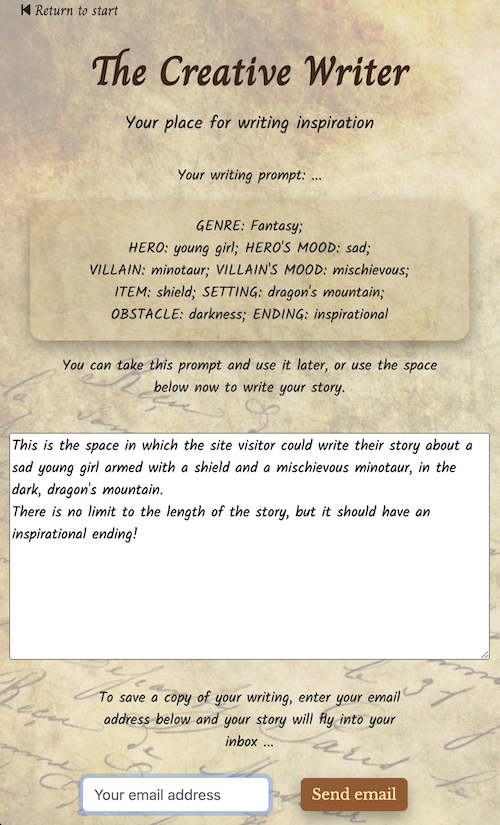 Return to start
The Creative Writer
Your place for writing inspiration
Your writing prompt: ...
GENRE: Fantasy;
HERO: young girl; HERO'S MOOD: sad;
VILLAIN: minotaur; VILLAIN'S MOOD: mischievous;
ITEM: shield; SETTING: dragon's mountain;
OBSTACLE: darkness; ENDING: inspirational
You can take this prompt and use it later, or use the space
below now to write your story.
This is the space in which the site visitor could write their story about a
sad young girl armed with a shield and a mischievous minotaur, in the
dark, dragon's mountain.
There is no limit to the length of the story, but it should have an
inspirational ending!
To save a copy of your writing, enter your email
address below and your story will fly into your
inbox ...
Your email address
Send email